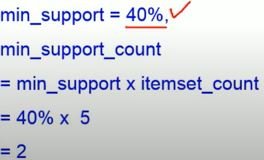 min_support = 40%,
min_support_count
= min_support x itemset_count
= 40% x 5
= 2